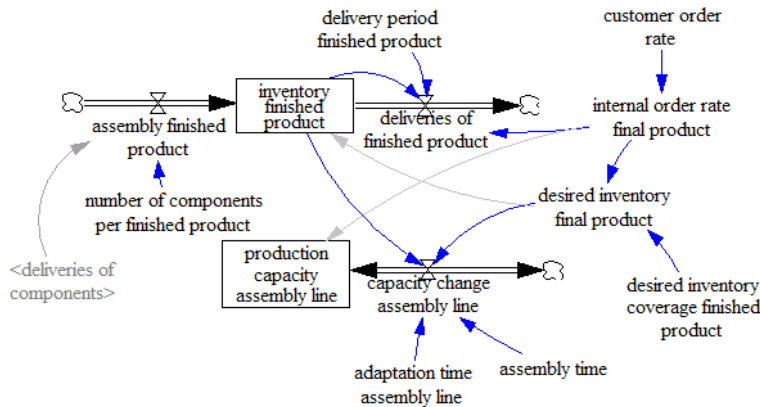 delivery period
finished product
customer order
rate
inventory
finished
product
assembly finished
product
deliveries of
finished product
internal order rate
final product
number of components
per finished product
desired inventory
final product
<deliveries of
components>
production
capacity
assembly line
capacity change
assembly line
desired inventory
coverage finished
product
adaptation time
assembly line
assembly time